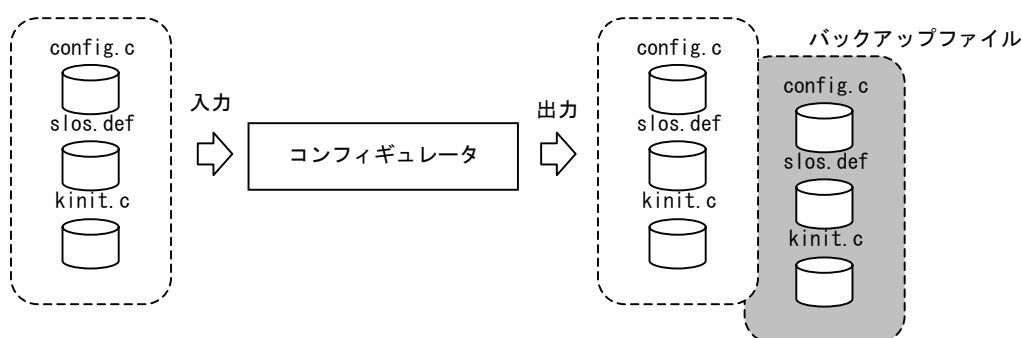 config.c
slos.def
kinit.c
入力
コンフィギュレータ
出力
config.c
slos.def
kinit.c
バックアップファイル
config.c
slos.def
kinit.c